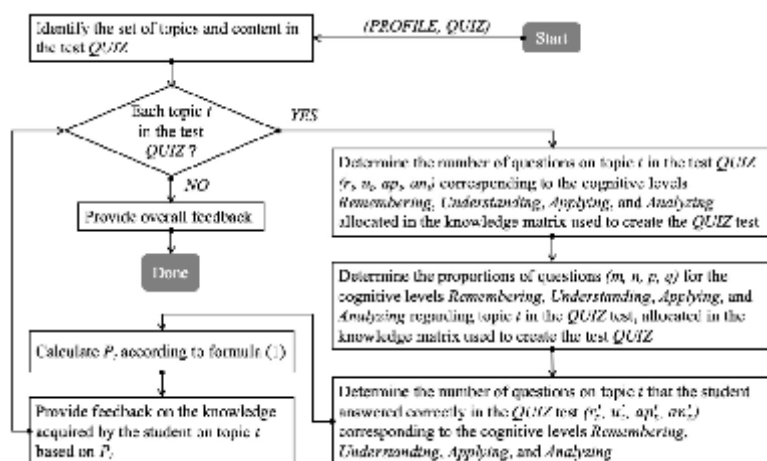 Identify the set of topics and content in
the test QUIZ
(PROFILE, QUIZ)
Start
Each topic t
in the test
QUIZ ?
YES
NO
Provide overall feedback
Done
Determine the number of questions on topic t in the test QUIZ
(rₜ, uₜ, apₜ, anₜ) corresponding to the cognitive levels
Remembering, Understanding, Applying, and Analyzing
allocated in the knowledge matrix used to create the QUIZ test
Determine the proportions of questions (m, n, p, q) for the
cognitive levels Remembering, Understanding, Applying, and
Analyzing regarding topic t in the QUIZ test, allocated in the
knowledge matrix used to create the test QUIZ
Determine the number of questions on topic t that the student
answered correctly in the QUIZ test (r'ₜ, u'ₜ, ap'ₜ, an'ₜ)
corresponding to the cognitive levels Remembering,
Understanding, Applying, and Analyzing
Calculate Pₜ according to formula (1)
Provide feedback on the knowledge
acquired by the student on topic t
based on Pₜ